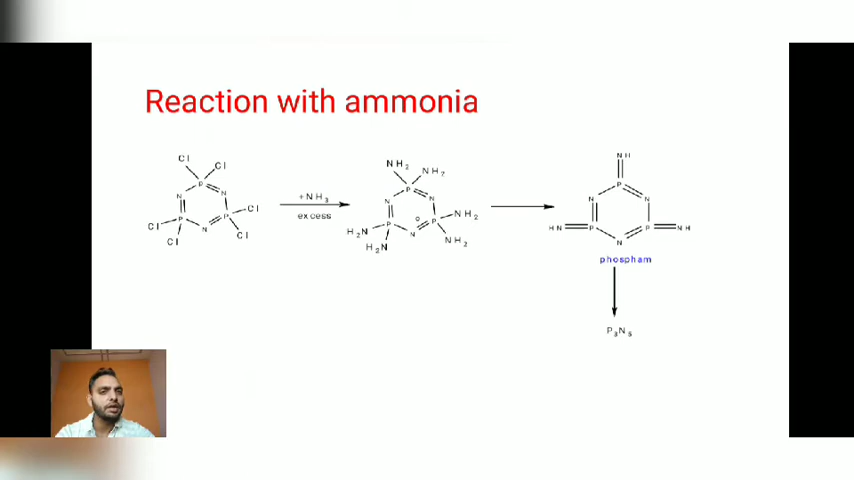 Reaction with ammonia
Cl Cl P N N P P N Cl Cl Cl Cl
+NH3
excess
NH2 NH2 P N N P P N NH2 NH2 H2N H2N o
NH P N N P P N HN NH
phospham
P3N5